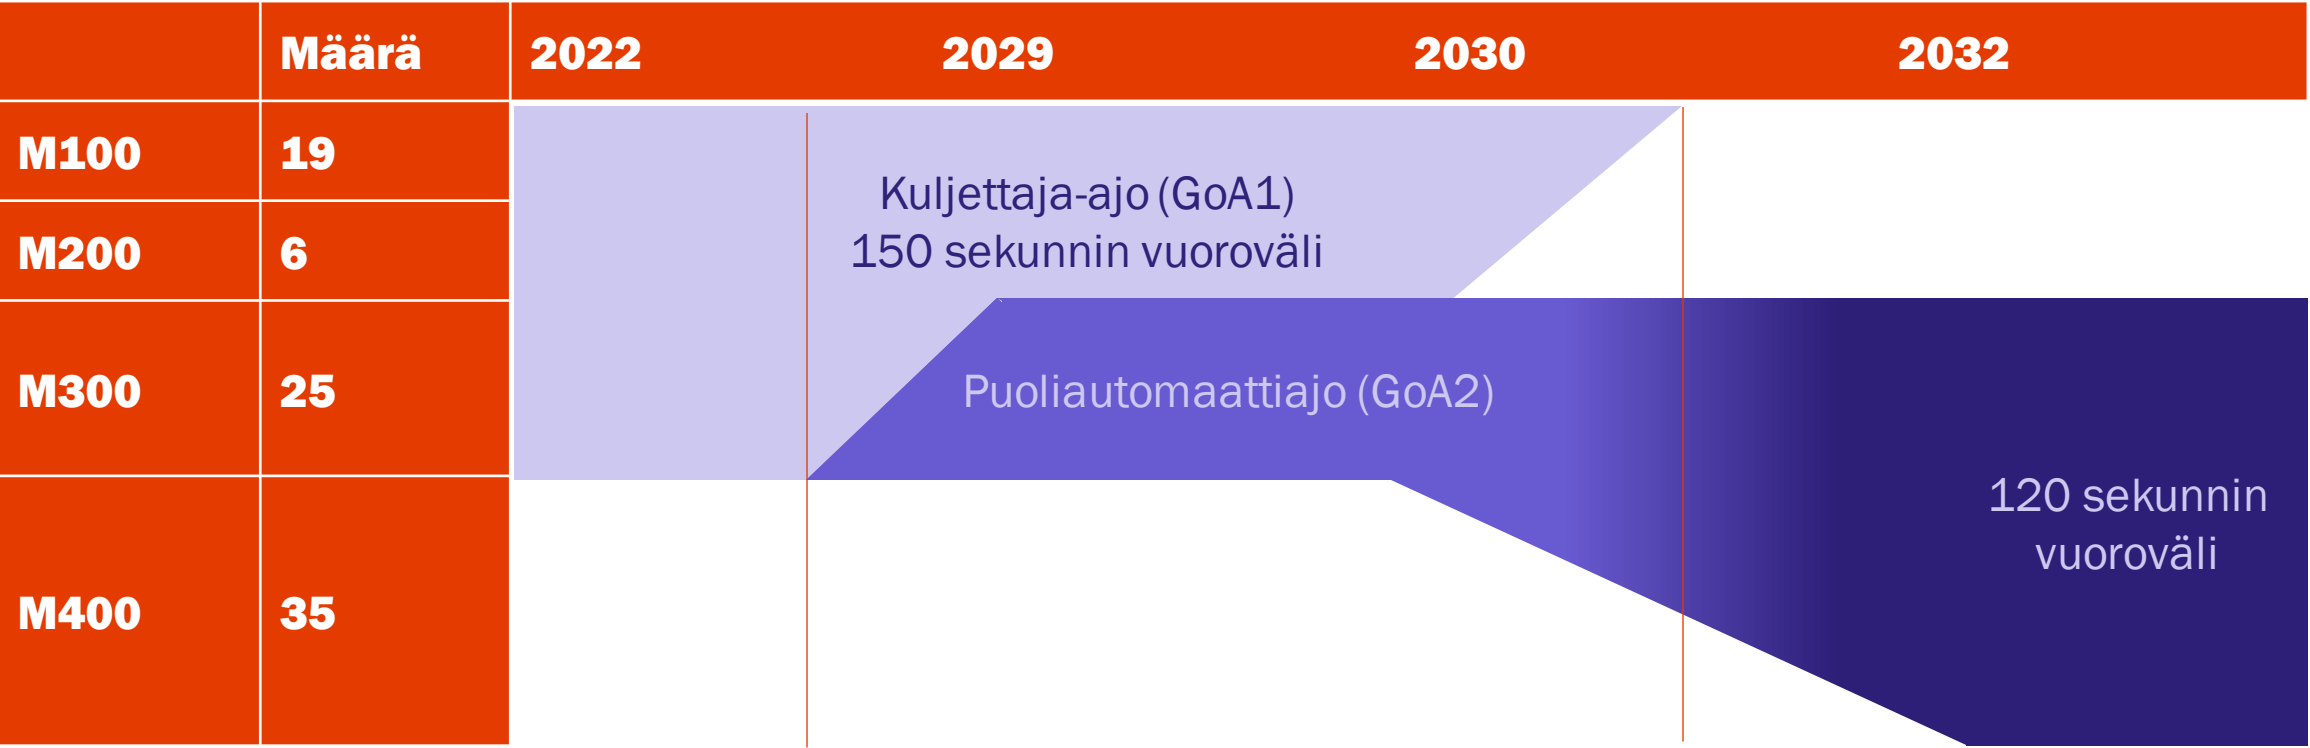 Määrä 2022 2029 2030 2032
M100 19
Kuljettaja-ajo (GoA1)
150 sekunnin vuoroväli
M200 6
M300 25
Puoliautomaattiajo (GoA2)
120 sekunnin
vuoroväli
M400 35